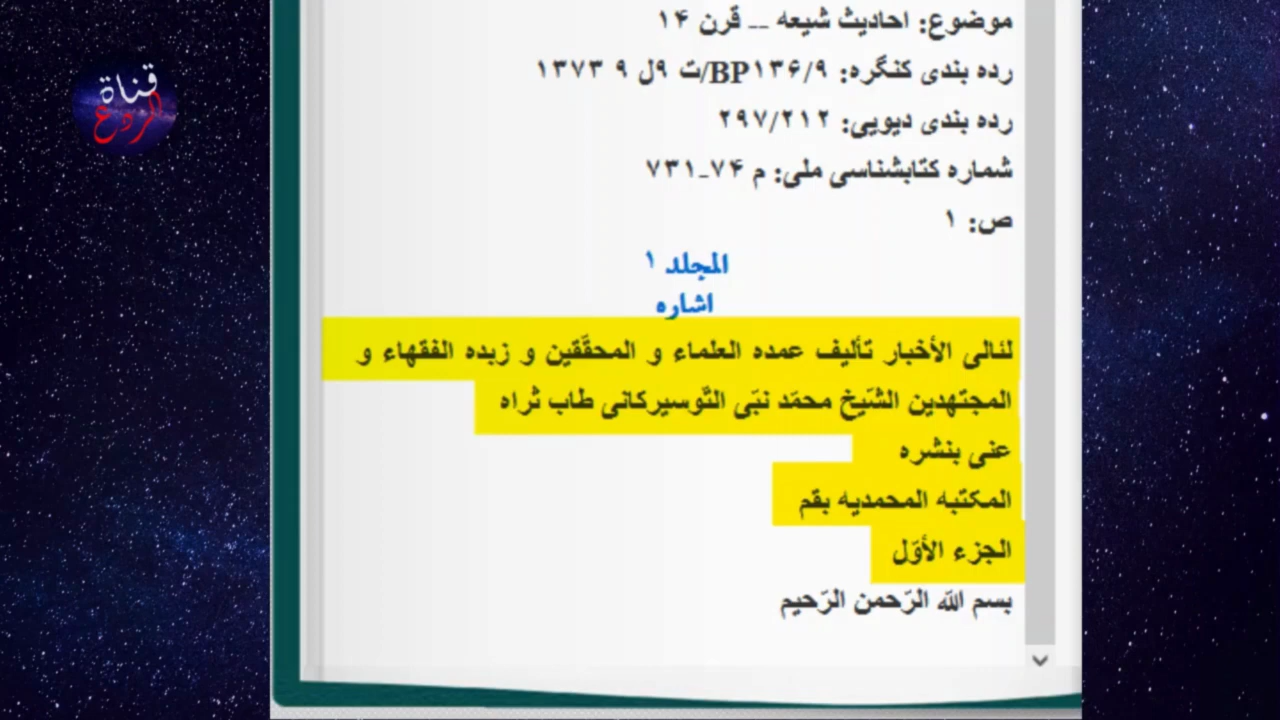 قناة
الردع
موضوع: احادیث شیعه -- قرن ۱۴
رده بندی کنگره: BP۱۳۶/۹/ت ۹ل ۹ ۱۳۷۳
رده بندی دیویی: ۲۹۷/۲۱۲
شماره کتابشناسی ملی: م ۷۴-۷۳۱
ص: ۱
المجلد ۱
اشاره
لئالی الأخبار تألیف عمده العلماء و المحقّقین و زبده الفقهاء و
المجتهدین الشّیخ محمّد نبّی التّوسیرکانی طاب ثراه
عنی بنشره
المکتبه المحمدیه بقم
الجزء الأوّل
بسم اللّه الرّحمن الرّحیم